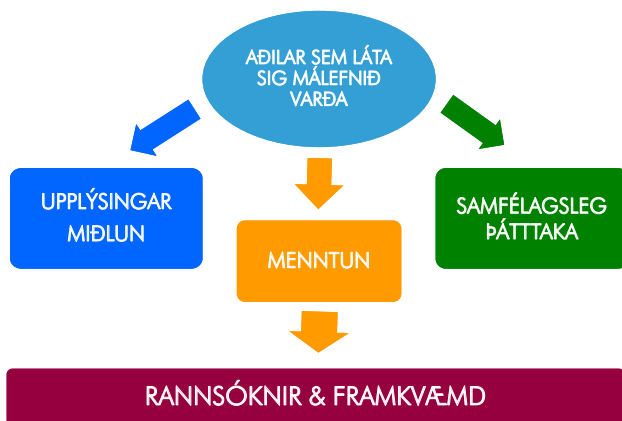 AÐILAR SEM LÁTA
SIG MÁLEFNIÐ
VARÐA
UPPLÝSINGAR
MIÐLUN
MENNTUN
SAMFÉLAGSLEG
ÞÁTTTAKA
RANNSÓKNIR & FRAMKVÆMD